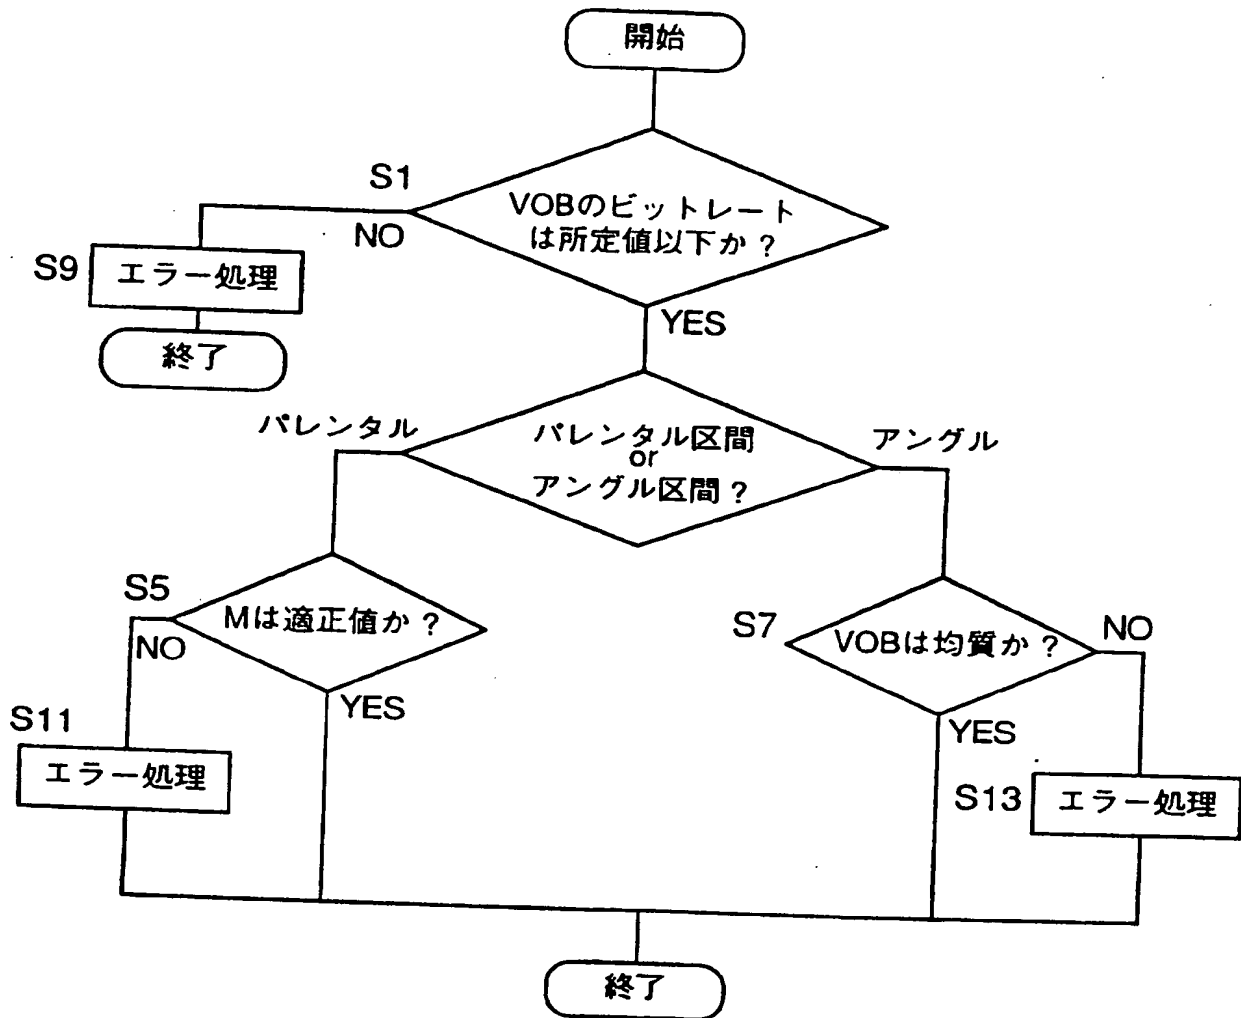 開始
S1
VOBのビットレート
は所定値以下か？
NO
S9
エラー処理
YES
終了
パレンタル
パレンタル区間
or
アングル区間？
アングル
S5
Mは適正値か？
NO
YES
S7
VOBは均質か？
NO
YES
S11
エラー処理
S13
エラー処理
終了